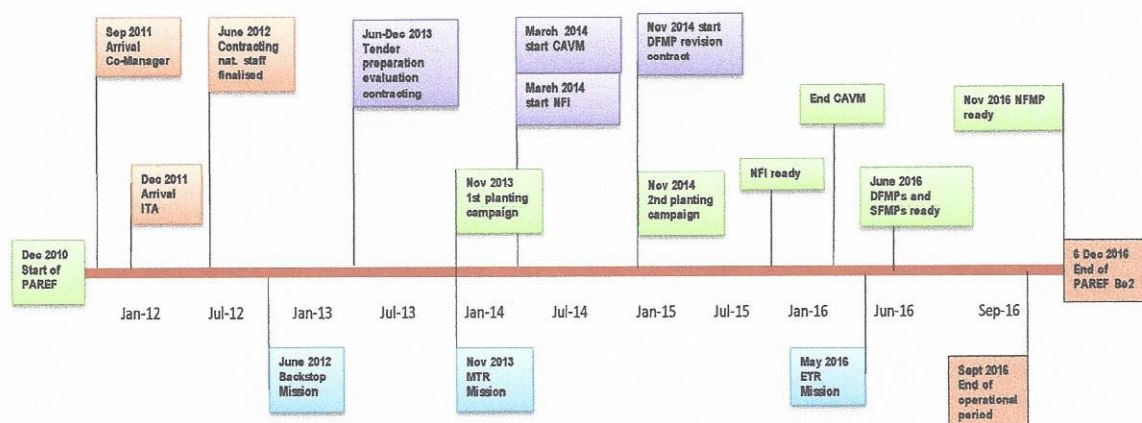 Sep 2011
Arrival
Co-Manager
June 2012
Contracting
nat. staff
finalised
Jun-Dec 2013
Tender
preparation
evaluation
contracting
March 2014
start CAVM
March 2014
start NFI
Nov 2014 start
DFMP revision
contract
End CAVM
Nov 2016 NFMP
ready
Dec 2011
Arrival
ITA
Nov 2013
1st planting
campaign
Nov 2014
2nd planting
campaign
NFI ready
June 2016
DFMPs and
SFMPs ready
Dec 2010
Start of
PAREF
6 Dec 2016
End of
PAREF Be2
Jan-12
Jul-12
Jan-13
Jul-13
Jan-14
Jul-14
Jan-15
Jul-15
Jan-16
Jun-16
Sep-16
June 2012
Backstop
Mission
Nov 2013
MTR
Mission
May 2016
ETR
Mission
Sept 2016
End of
operational
period